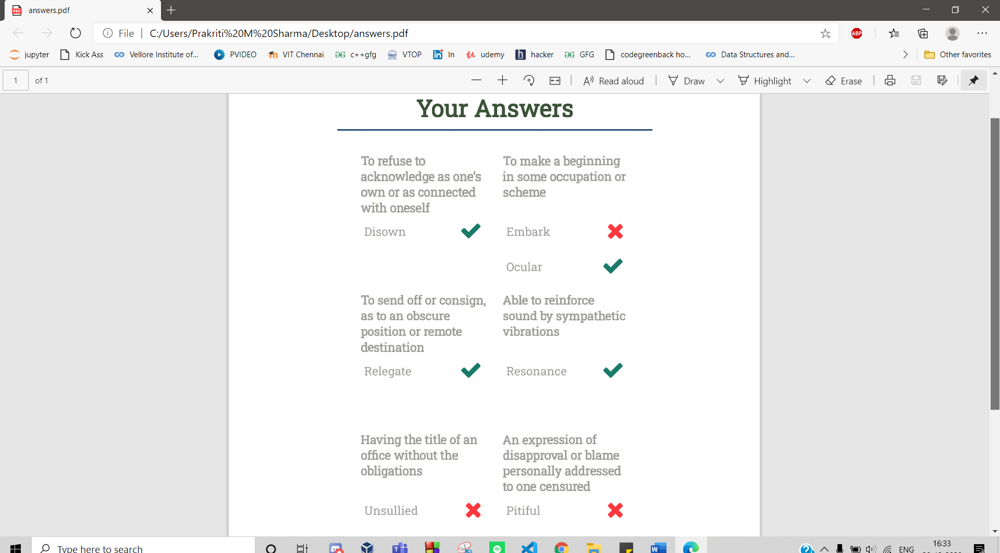 answers.pdf
File | C:/Users/Prakriti%20M%20Sharma/Desktop/answers.pdf
ABP
jupyter Kick Ass Vellore Institute of... PVIDEO VIT Chennai c++gfg VTOP In udemy hacker GFG codegreenback ho... Data Structures and... Other favorites
1 of 1 Read aloud Draw Highlight Erase
Your Answers
To refuse to
acknowledge as one's
own or as connected
with oneself
Disown
To make a beginning
in some occupation or
scheme
Embark
Ocular
To send off or consign,
as to an obscure
position or remote
destination
Relegate
Able to reinforce
sound by sympathetic
vibrations
Resonance
Having the title of an
office without the
obligations
Unsullied
An expression of
disapproval or blame
personally addressed
to one censured
Pitiful
Type here to search
ENG
16:33